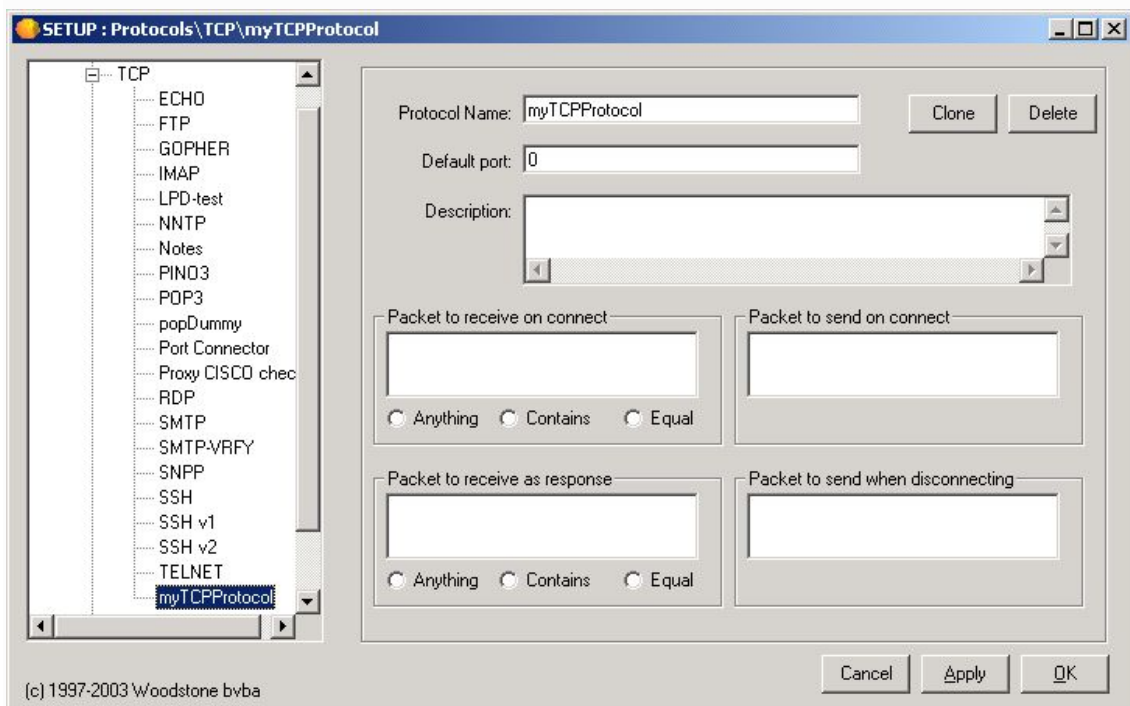 SETUP : Protocols\TCP\myTCPProtocol
TCP
ECHO
FTP
GOPHER
IMAP
LPD-test
NNTP
Notes
PINO3
POP3
popDummy
Port Connector
Proxy CISCO chec
RDP
SMTP
SMTP-VRFY
SNPP
SSH
SSH v1
SSH v2
TELNET
myTCPProtocol
Protocol Name: myTCPProtocol
Clone
Delete
Default port: 0
Description:
Packet to receive on connect
Anything Contains Equal
Packet to send on connect
Packet to receive as response
Anything Contains Equal
Packet to send when disconnecting
(c) 1997-2003 Woodstone bvba
Cancel
Apply
OK